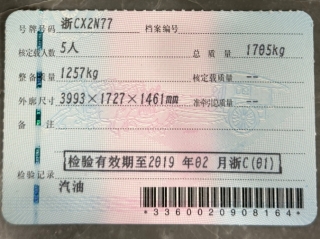 号牌号码 浙CX2N77 档案编号
核定载人数 5人 总质量 1705kg
整备质量 1257kg 核定载质量 --
外廓尺寸 3993×1727×1461mm 准牵引总质量 --
备注
检验有效期至2019年02月浙C(01)
检验记录
汽油
*3360020908164*